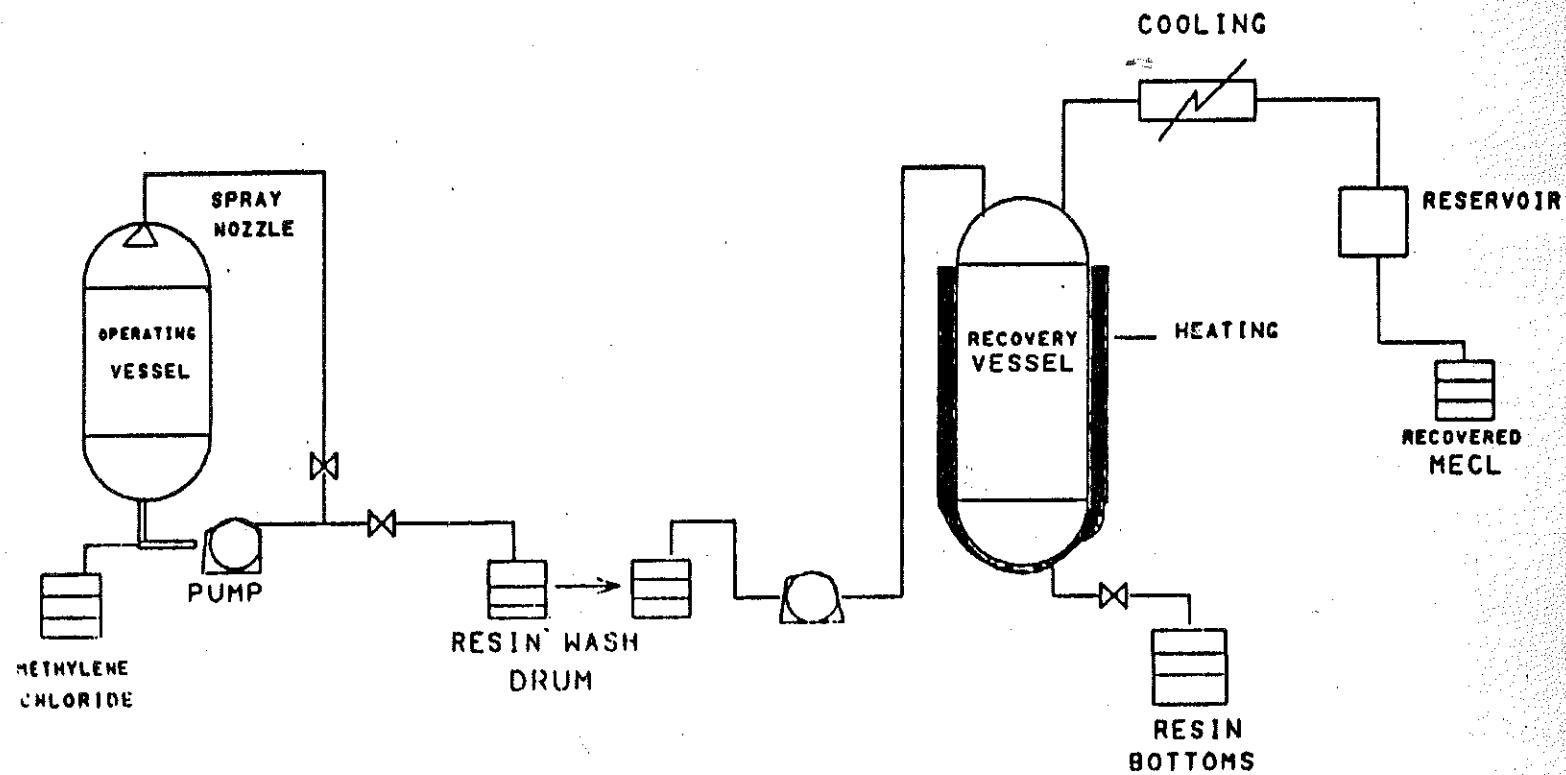 COOLING
SPRAY
NOZZLE
RESERVOIR
OPERATING
VESSEL
RECOVERY
VESSEL
HEATING
RECOVERED
MECL
PUMP
RESIN WASH
DRUM
METHYLENE
CHLORIDE
RESIN
BOTTOMS